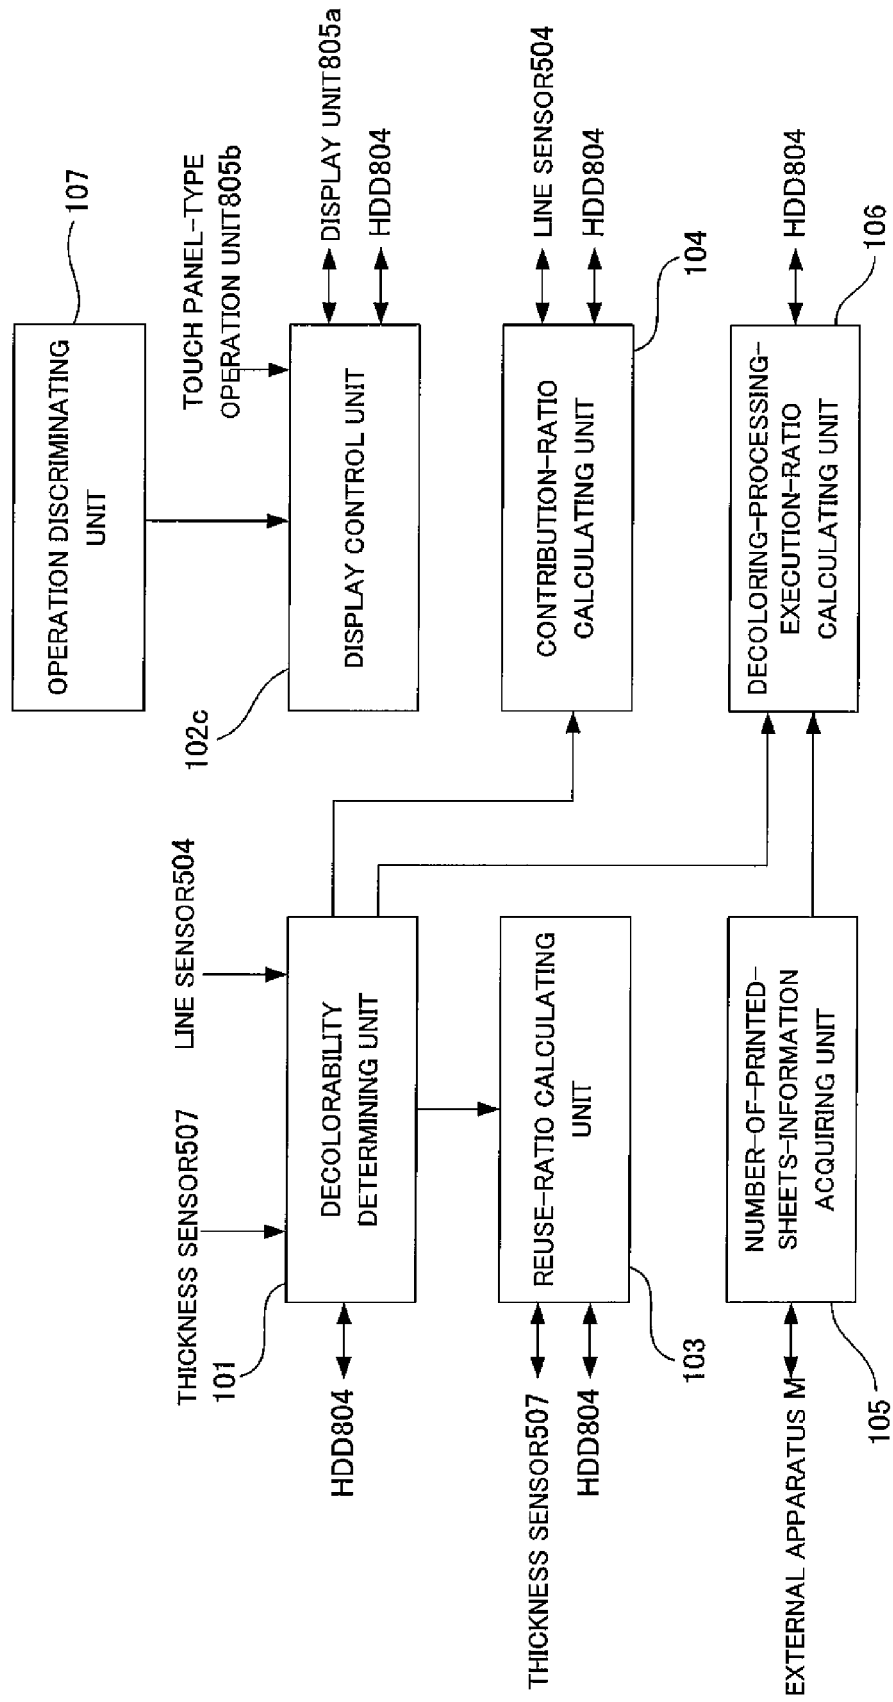 107
OPERATION DISCRIMINATING
UNIT
TOUCH PANEL-TYPE
OPERATION UNIT805b
DISPLAY UNIT805a
HDD804
DISPLAY CONTROL UNIT
102c
THICKNESS SENSOR507
LINE SENSOR504
101
DECOLORABILITY
DETERMINING UNIT
HDD804
LINE SENSOR504
HDD804
CONTRIBUTION-RATIO
CALCULATING UNIT
104
THICKNESS SENSOR507
HDD804
REUSE-RATIO CALCULATING
UNIT
103
HDD804
DECOLORING-PROCESSING-
EXECUTION-RATIO
CALCULATING UNIT
106
EXTERNAL APPARATUS M
NUMBER-OF-PRINTED-
SHEETS-INFORMATION
ACQUIRING UNIT
105